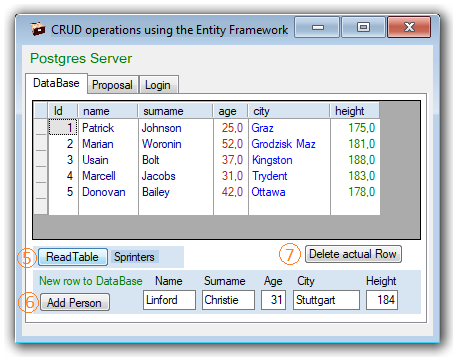 CRUD operations using the Entity Framework
Postgres Server
DataBase Proposal Login
Id name surname age city height
1 Patrick Johnson 25,0 Graz 175,0
2 Marian Woronin 52,0 Grodzisk Maz 181,0
3 Usain Bolt 37,0 Kingston 188,0
4 Marcell Jacobs 31,0 Trydent 183,0
5 Donovan Bailey 42,0 Ottawa 178,0
5 ReadTable Sprinters 7 Delete actual Row
New row to DataBase Name Surname Age City Height
6 Add Person Linford Christie 31 Stuttgart 184